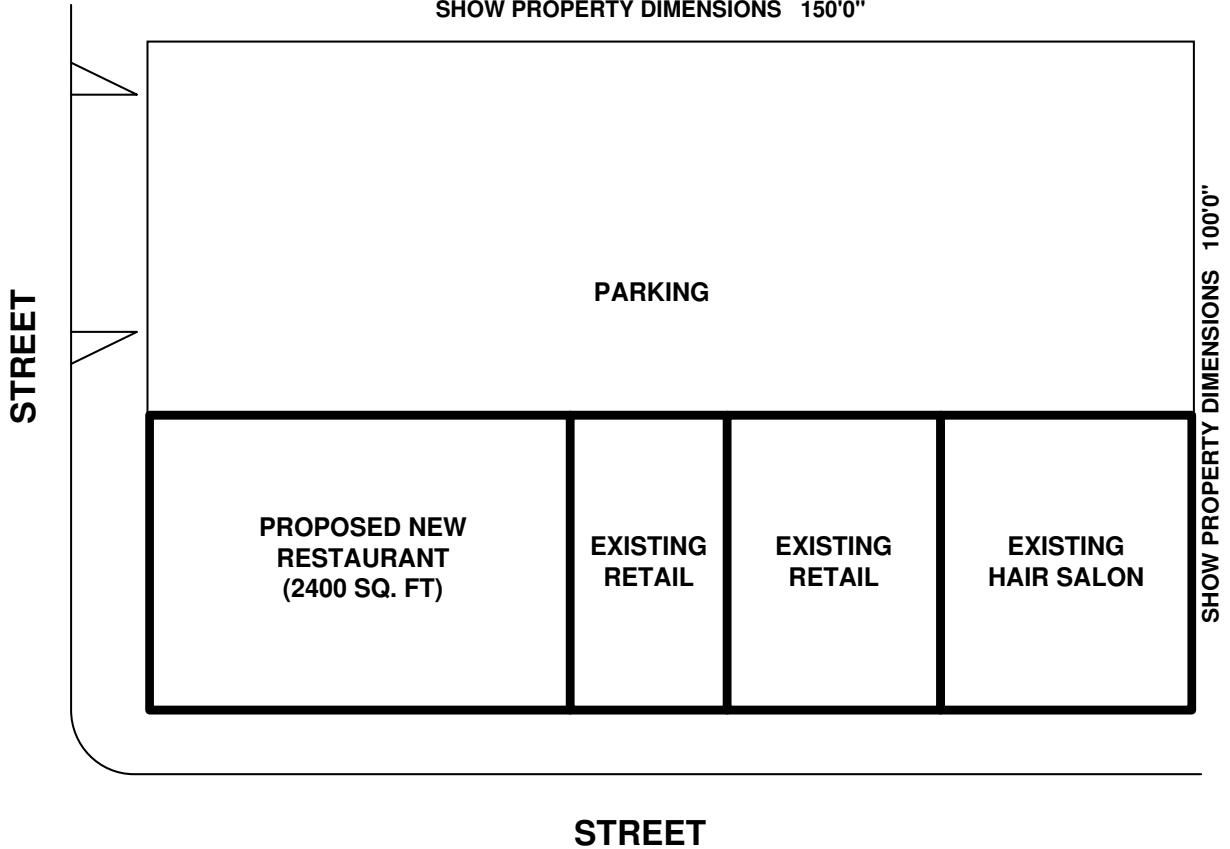 SHOW PROPERTY DIMENSIONS 150'0"
STREET
PARKING
SHOW PROPERTY DIMENSIONS 100'0"
PROPOSED NEW
RESTAURANT
(2400 SQ. FT)
EXISTING
RETAIL
EXISTING
RETAIL
EXISTING
HAIR SALON
STREET